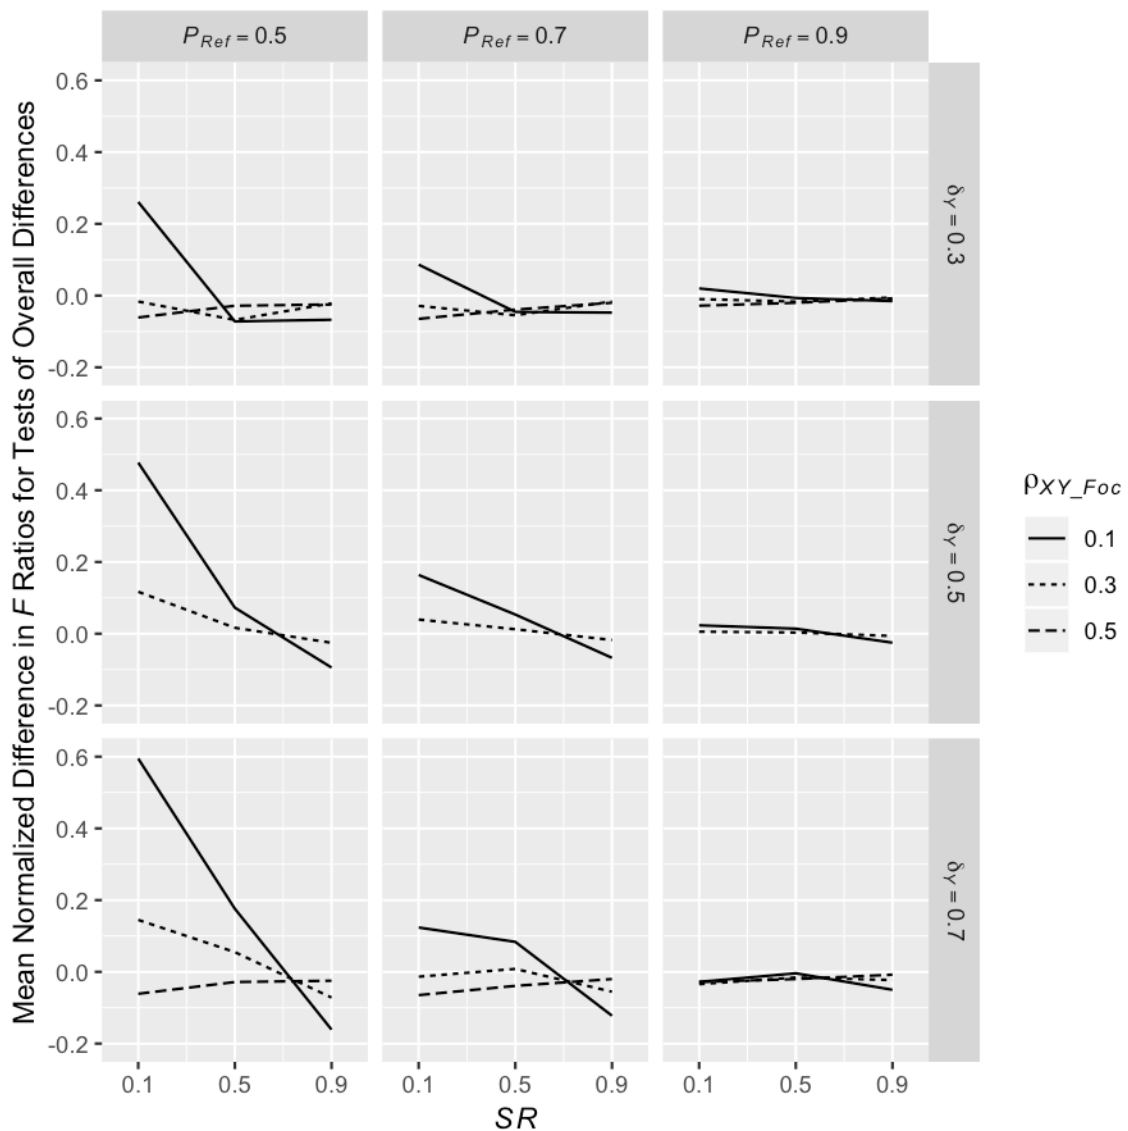 P_Ref = 0.5
P_Ref = 0.7
P_Ref = 0.9
Mean Normalized Difference in F Ratios for Tests of Overall Differences
0.6
0.4
0.2
0.0
-0.2
δ_Y = 0.3
0.6
0.4
0.2
0.0
-0.2
δ_Y = 0.5
0.6
0.4
0.2
0.0
-0.2
δ_Y = 0.7
0.1 0.5 0.9
0.1 0.5 0.9
0.1 0.5 0.9
SR
ρ_XY_Foc
0.1
0.3
0.5